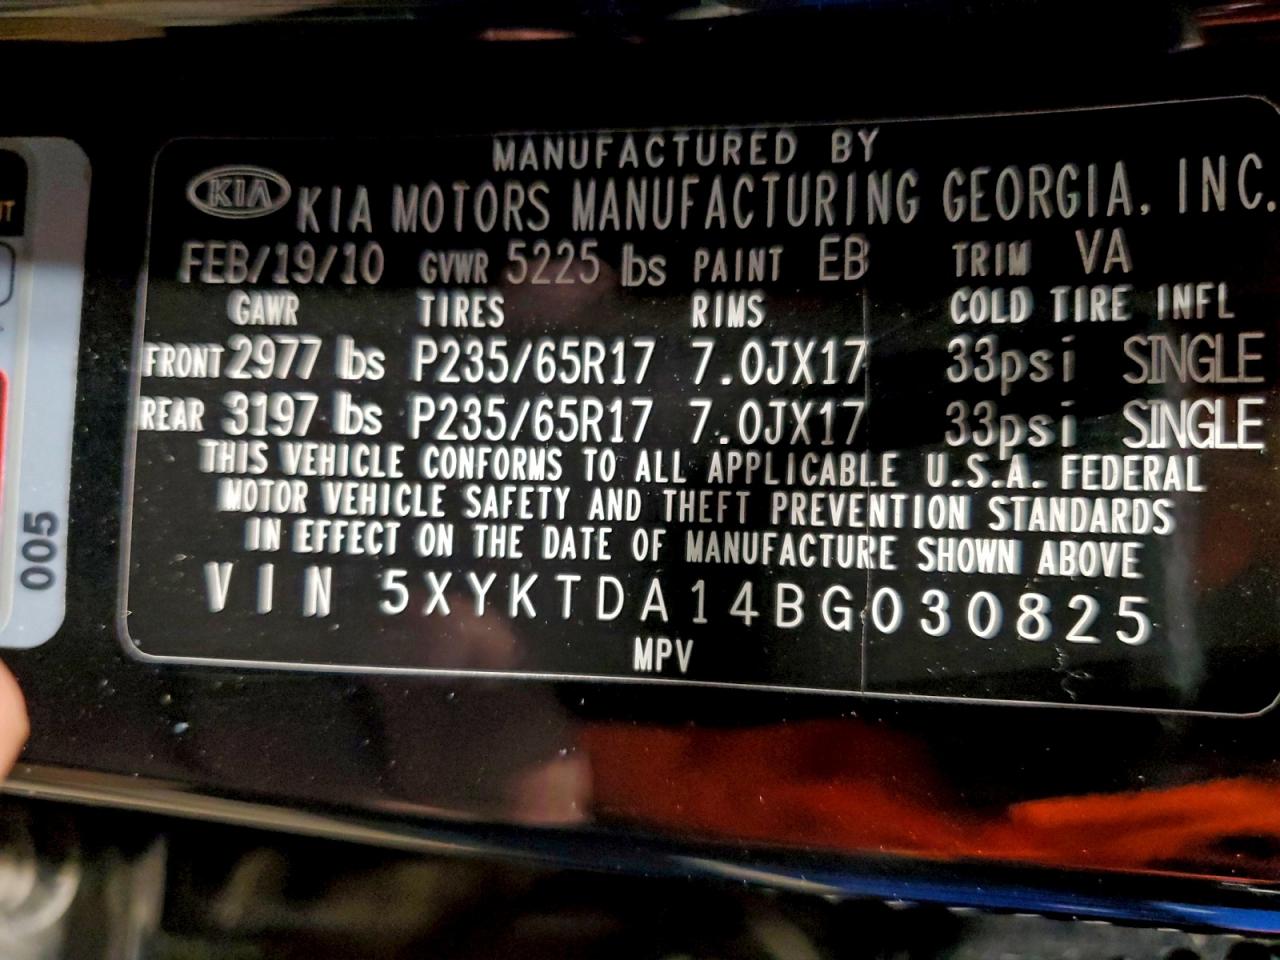 MANUFACTURED BY
KIA KIA MOTORS MANUFACTURING GEORGIA, INC.
FEB/19/10 GVWR 5225 lbs PAINT EB TRIM VA
GAWR TIRES RIMS COLD TIRE INFL
FRONT 2977 lbs P235/65R17 7.0JX17 33psi SINGLE
REAR 3197 lbs P235/65R17 7.0JX17 33psi SINGLE
THIS VEHICLE CONFORMS TO ALL APPLICABLE U.S.A. FEDERAL
MOTOR VEHICLE SAFETY AND THEFT PREVENTION STANDARDS
IN EFFECT ON THE DATE OF MANUFACTURE SHOWN ABOVE
VIN 5XYKTDA14BG030825
MPV
005